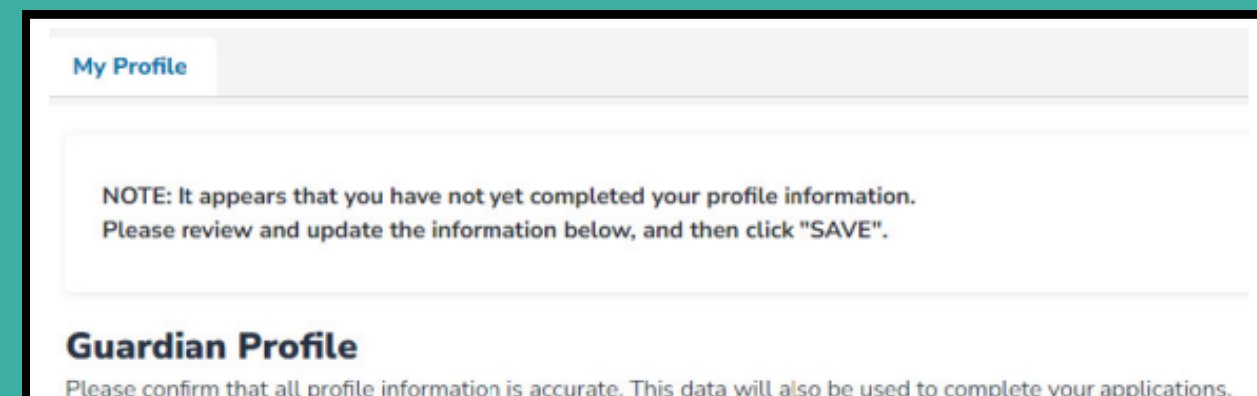 My Profile
NOTE: It appears that you have not yet completed your profile information.
Please review and update the information below, and then click "SAVE".
Guardian Profile
Please confirm that all profile information is accurate. This data will also be used to complete your applications.